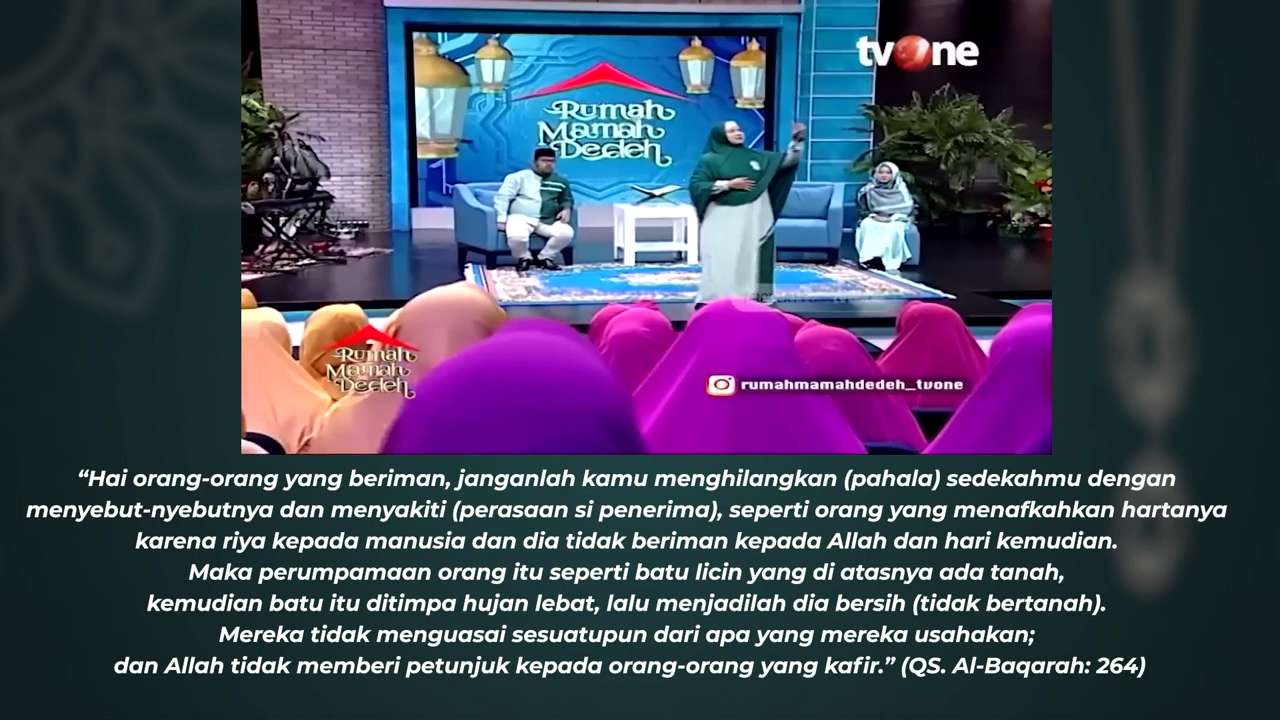 tvOne
Rumah
Mamah
Dedeh
Rumah
Mamah
Dedeh
rumahmamahdedeh_tvone
“Hai orang-orang yang beriman, janganlah kamu menghilangkan (pahala) sedekahmu dengan
menyebut-nyebutnya dan menyakiti (perasaan si penerima), seperti orang yang menafkahkan hartanya
karena riya kepada manusia dan dia tidak beriman kepada Allah dan hari kemudian.
Maka perumpamaan orang itu seperti batu licin yang di atasnya ada tanah,
kemudian batu itu ditimpa hujan lebat, lalu menjadilah dia bersih (tidak bertanah).
Mereka tidak menguasai sesuatupun dari apa yang mereka usahakan;
dan Allah tidak memberi petunjuk kepada orang-orang yang kafir.” (QS. Al-Baqarah: 264)